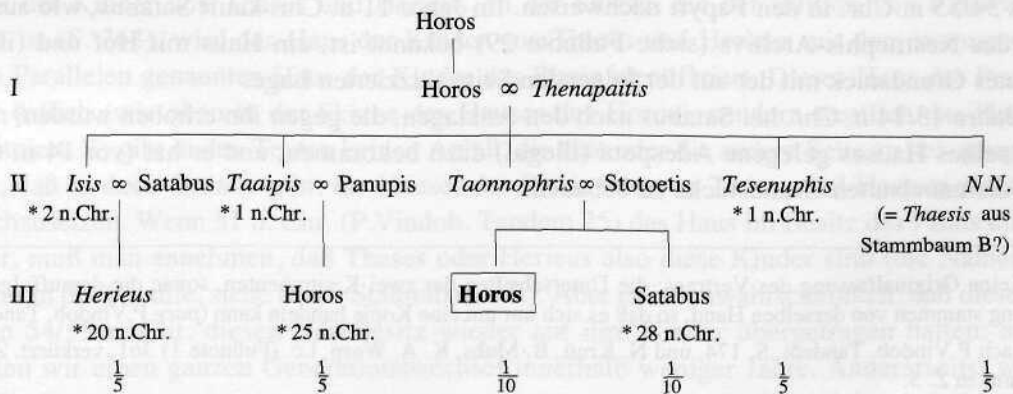 Horos
I Horos ∞ Thenapaitis
II Isis ∞ Satabus Taaipis ∞ Panupis Taonnophris ∞ Stotoetis Tesenuphis N.N.
* 2 n.Chr. * 1 n.Chr. * 1 n.Chr. (= Thaesis aus
Stammbaum B?)
III Herieus Horos Horos Satabus
* 20 n.Chr. * 25 n.Chr. * 28 n.Chr.
1/5 1/5 1/10 1/10 1/5 1/5